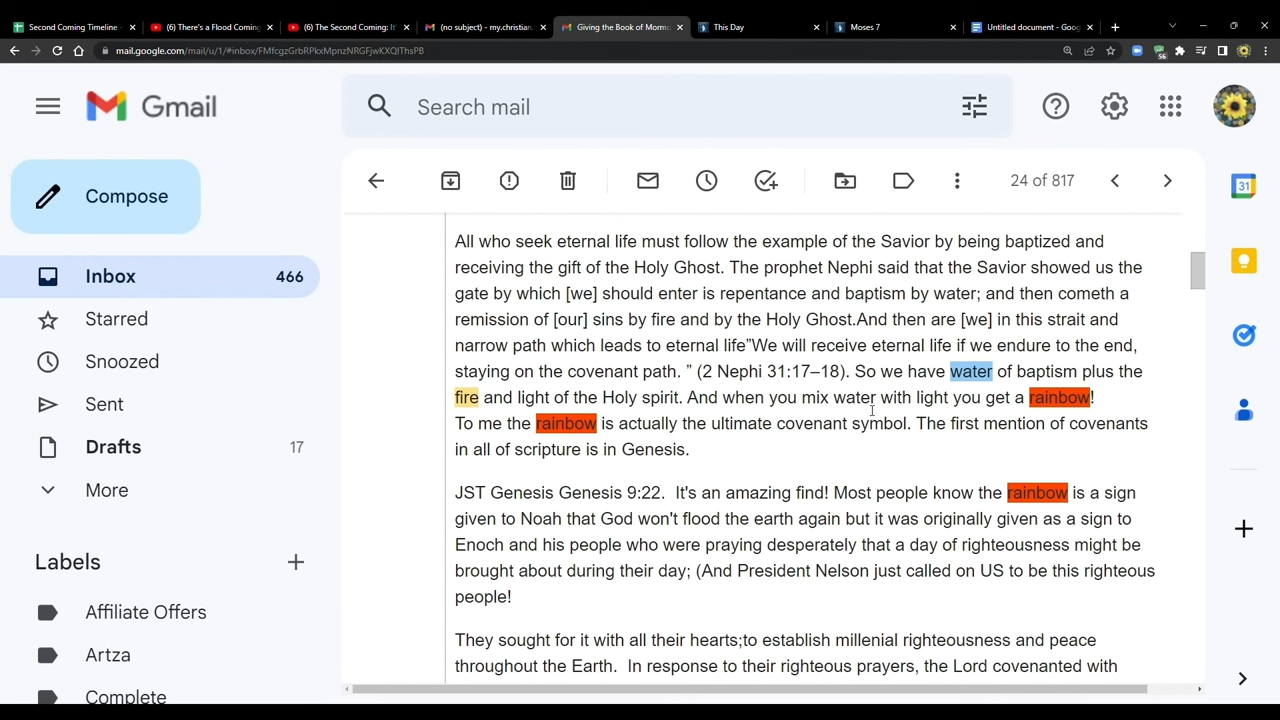 Second Coming Timeline -
(6) There's a Flood Coming
(6) The Second Coming: It'
(no subject) - my.christian
Giving the Book of Mormo
This Day
Moses 7
Untitled document - Goog
mail.google.com/mail/u/1/#inbox/FMfcgzGrbRPlxxMpnzNRGFjwKXQIThsPB
56
Gmail
Search mail
Compose
24 of 817
31
Inbox 466
Starred
Snoozed
Sent
Drafts 17
More
Labels
Affiliate Offers
Artza
Complete
All who seek eternal life must follow the example of the Savior by being baptized and
receiving the gift of the Holy Ghost. The prophet Nephi said that the Savior showed us the
gate by which [we] should enter is repentance and baptism by water; and then cometh a
remission of [our] sins by fire and by the Holy Ghost.And then are [we] in this strait and
narrow path which leads to eternal life”We will receive eternal life if we endure to the end,
staying on the covenant path. ” (2 Nephi 31:17–18). So we have water of baptism plus the
fire and light of the Holy spirit. And when you mix water with light you get a rainbow!
To me the rainbow is actually the ultimate covenant symbol. The first mention of covenants
in all of scripture is in Genesis.
JST Genesis Genesis 9:22. It's an amazing find! Most people know the rainbow is a sign
given to Noah that God won't flood the earth again but it was originally given as a sign to
Enoch and his people who were praying desperately that a day of righteousness might be
brought about during their day; (And President Nelson just called on US to be this righteous
people!
They sought for it with all their hearts;to establish millenial righteousness and peace
throughout the Earth. In response to their righteous prayers, the Lord covenanted with